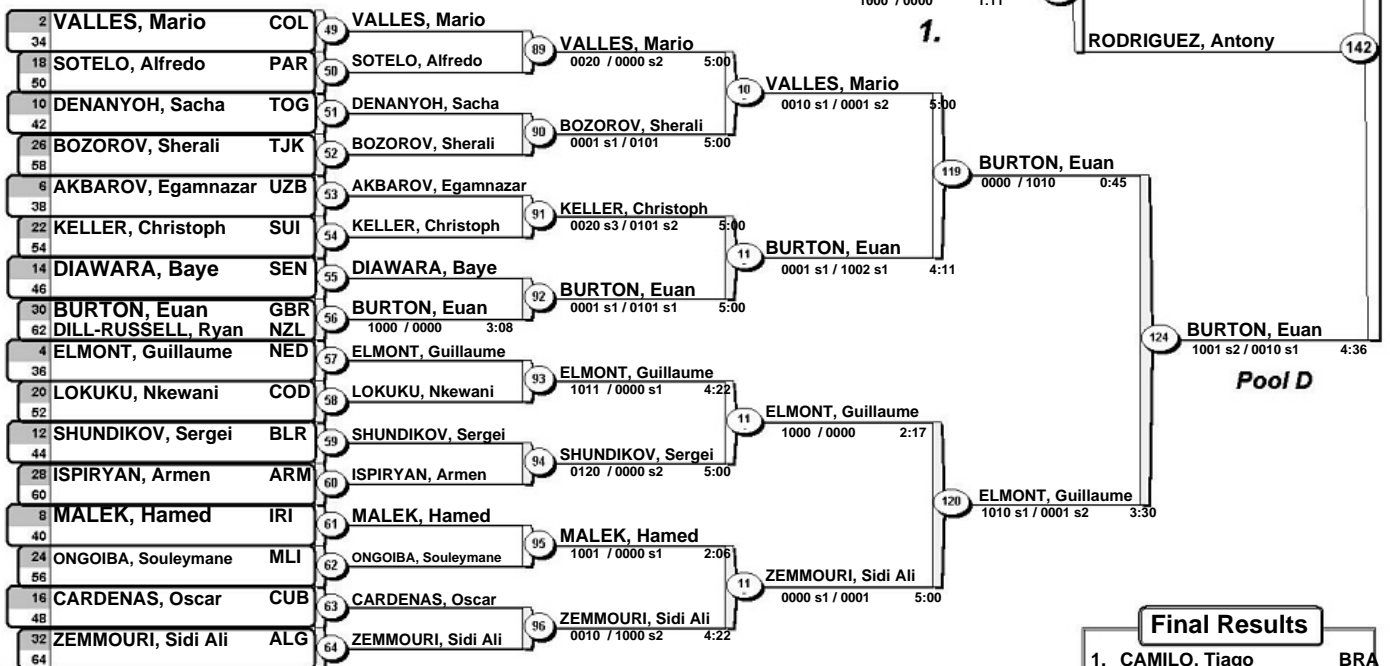 1000 / 0000 1:11
1.
RODRIGUEZ, Antony
142
2 VALLES, Mario COL
34
18 SOTELO, Alfredo PAR
50
10 DENANYOH, Sacha TOG
42
26 BOZOROV, Sherali TJK
58
6 AKBAROV, Egamnazar UZB
38
22 KELLER, Christoph SUI
54
14 DIAWARA, Baye SEN
46
30 BURTON, Euan GBR
62 DILL-RUSSELL, Ryan NZL
4 ELMONT, Guillaume NED
36
20 LOKUKU, Nkewani COD
52
12 SHUNDIKOV, Sergei BLR
44
28 ISPIRYAN, Armen ARM
60
8 MALEK, Hamed IRI
40
24 ONGOIBA, Souleymane MLI
56
16 CARDENAS, Oscar CUB
48
32 ZEMMOURI, Sidi Ali ALG
64
49 VALLES, Mario
50 SOTELO, Alfredo
51 DENANYOH, Sacha
52 BOZOROV, Sherali
53 AKBAROV, Egamnazar
54 KELLER, Christoph
55 DIAWARA, Baye
56 BURTON, Euan
1000 / 0000 3:08
57 ELMONT, Guillaume
58 LOKUKU, Nkewani
59 SHUNDIKOV, Sergei
60 ISPIRYAN, Armen
61 MALEK, Hamed
62 ONGOIBA, Souleymane
63 CARDENAS, Oscar
64 ZEMMOURI, Sidi Ali
89 VALLES, Mario
0020 / 0000 s2 5:00
90 BOZOROV, Sherali
0001 s1 / 0101 5:00
91 KELLER, Christoph
0020 s3 / 0101 s2 5:00
92 BURTON, Euan
0001 s1 / 0101 s1 5:00
93 ELMONT, Guillaume
1011 / 0000 s1 4:22
94 SHUNDIKOV, Sergei
0120 / 0000 s2 5:00
95 MALEK, Hamed
1001 / 0000 s1 2:06
96 ZEMMOURI, Sidi Ali
0010 / 1000 s2 4:22
10 VALLES, Mario
0010 s1 / 0001 s2 5:00
11 BURTON, Euan
0001 s1 / 1002 s1 4:11
11 ELMONT, Guillaume
1000 / 0000 2:17
11 ZEMMOURI, Sidi Ali
0000 s1 / 0001 5:00
119 BURTON, Euan
0000 / 1010 0:45
120 ELMONT, Guillaume
1010 s1 / 0001 s2 3:30
124 BURTON, Euan
1001 s2 / 0010 s1 4:36
Pool D
Final Results
1. CAMILO, Tiago BRA